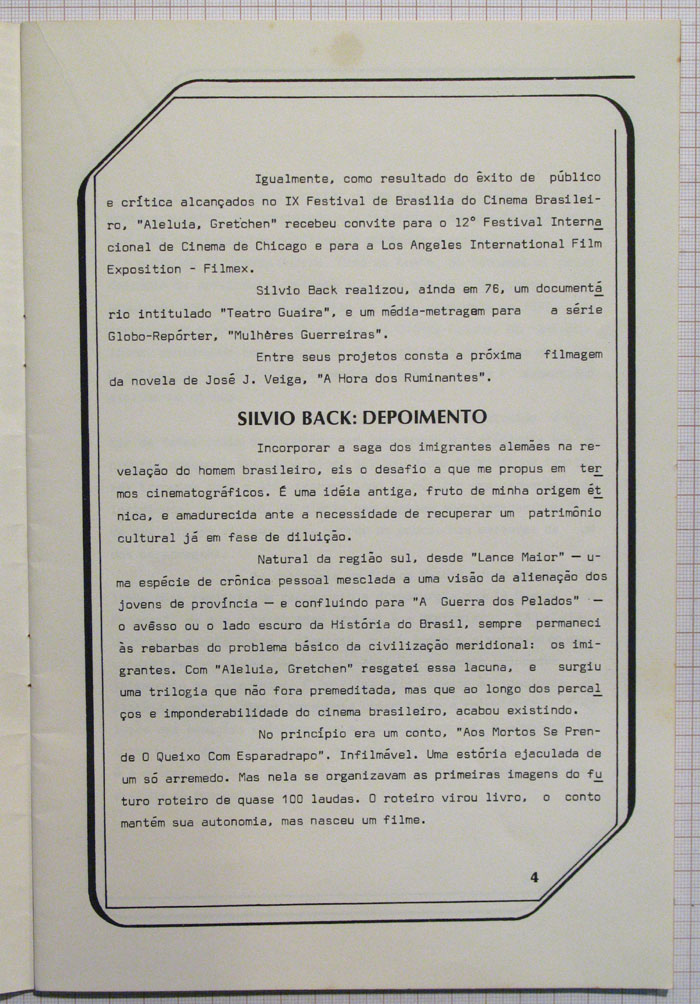 Igualmente, como resultado do êxito de público
e crítica alcançados no IX Festival de Brasilia do Cinema Brasilei-
ro, "Aleluia, Gretchen" recebeu convite para o 12º Festival Interna
cional de Cinema de Chicago e para a Los Angeles International Film
Exposition - Filmex.
Silvio Back realizou, ainda em 76, um documentá
rio intitulado "Teatro Guaira", e um média-metragem para a série
Globo-Repórter, "Mulhères Guerreiras".
Entre seus projetos consta a próxima filmagem
da novela de José J. Veiga, "A Hora dos Ruminantes".
SILVIO BACK: DEPOIMENTO
Incorporar a saga dos imigrantes alemães na re-
velação do homem brasileiro, eis o desafio a que me propus em ter
mos cinematográficos. É uma idéia antiga, fruto de minha origem ét
nica, e amadurecida ante a necessidade de recuperar um patrimônio
cultural já em fase de diluição.
Natural da região sul, desde "Lance Maior" — u-
ma espécie de crônica pessoal mesclada a uma visão da alienação dos
jovens de província — e confluindo para "A Guerra dos Pelados" —
o avêsso ou o lado escuro da História do Brasil, sempre permaneci
às rebarbas do problema básico da civilização meridional: os imi-
grantes. Com "Aleluia, Gretchen" resgatei essa lacuna, e surgiu
uma trilogia que não fora premeditada, mas que ao longo dos percal
ços e imponderabilidade do cinema brasileiro, acabou existindo.
No princípio era um conto, "Aos Mortos Se Pren-
de O Queixo Com Esparadrapo". Infilmável. Uma estória ejaculada de
um só arremedo. Mas nela se organizavam as primeiras imagens do fu
turo roteiro de quase 100 laudas. O roteiro virou livro, o conto
mantém sua autonomia, mas nasceu um filme.
4